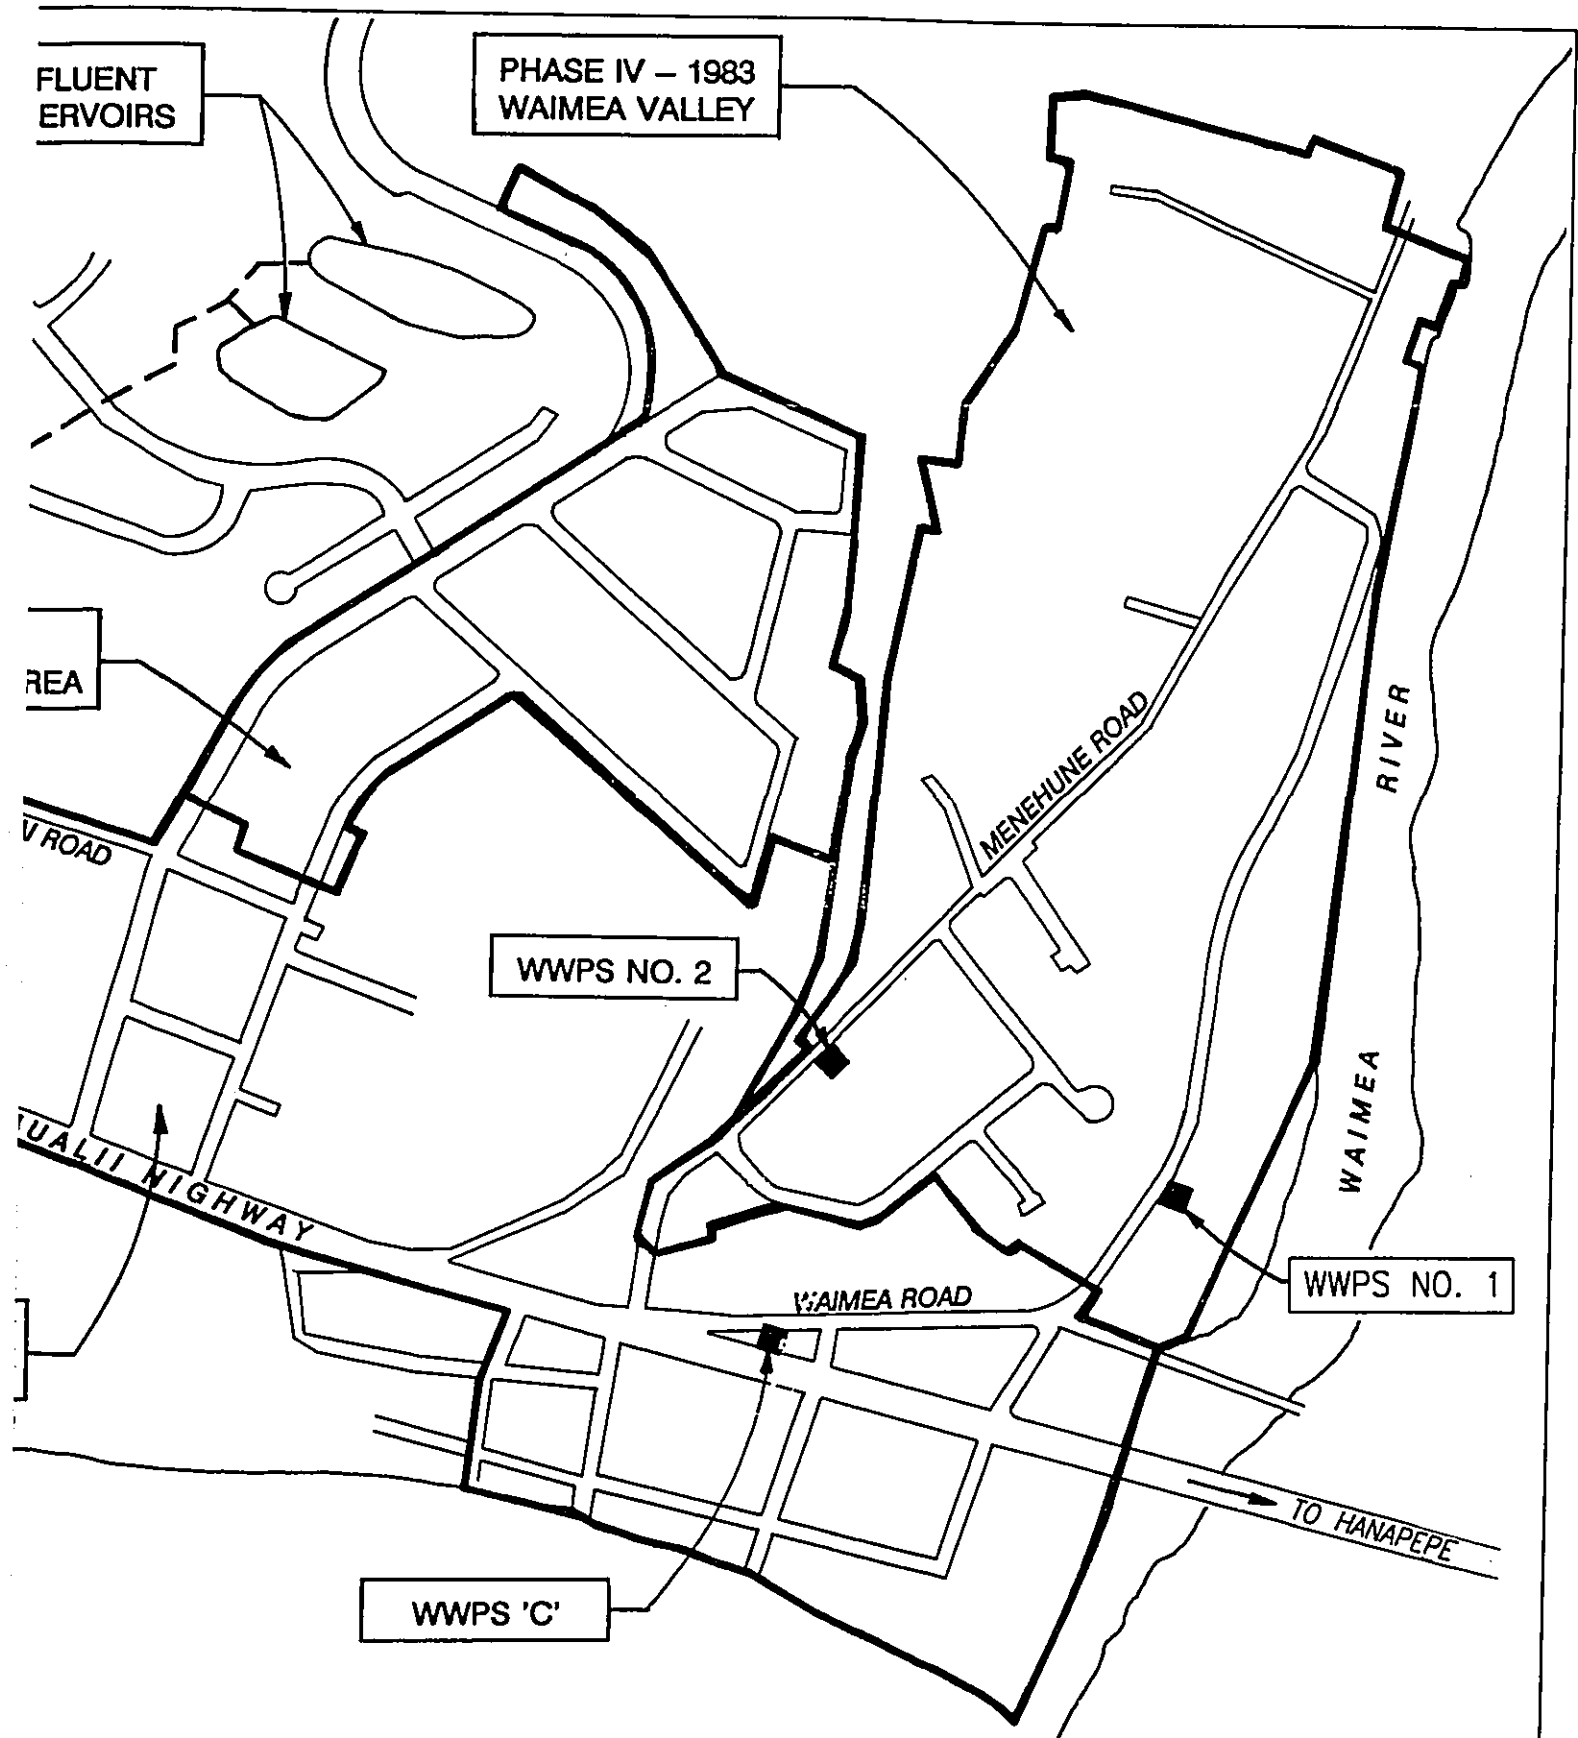 FLUENT
ERVOIRS
PHASE IV – 1983
WAIMEA VALLEY
REA
ROAD
MENEHUNE ROAD
RIVER
WAIMEA
WWPS NO. 2
UALII HIGHWAY
WAIMEA ROAD
WWPS NO. 1
TO HANAPEPE
WWPS 'C'